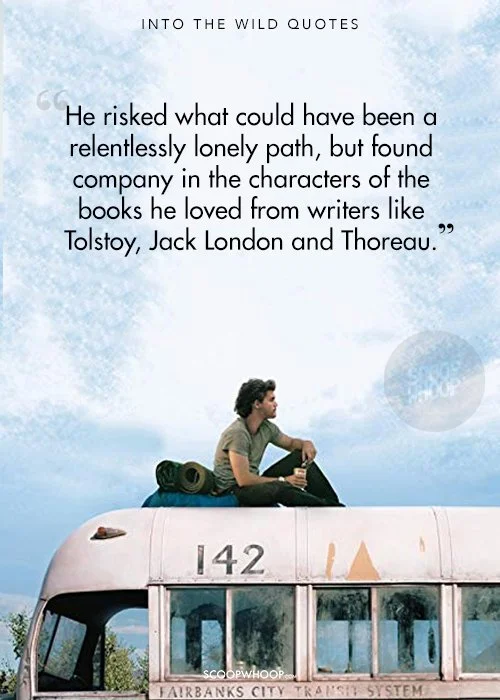 INTO THE WILD QUOTES
“He risked what could have been a
relentlessly lonely path, but found
company in the characters of the
books he loved from writers like
Tolstoy, Jack London and Thoreau.”
142
SCOOPWHOOP.com
FAIRBANKS CITY TRANSIT SYSTEM